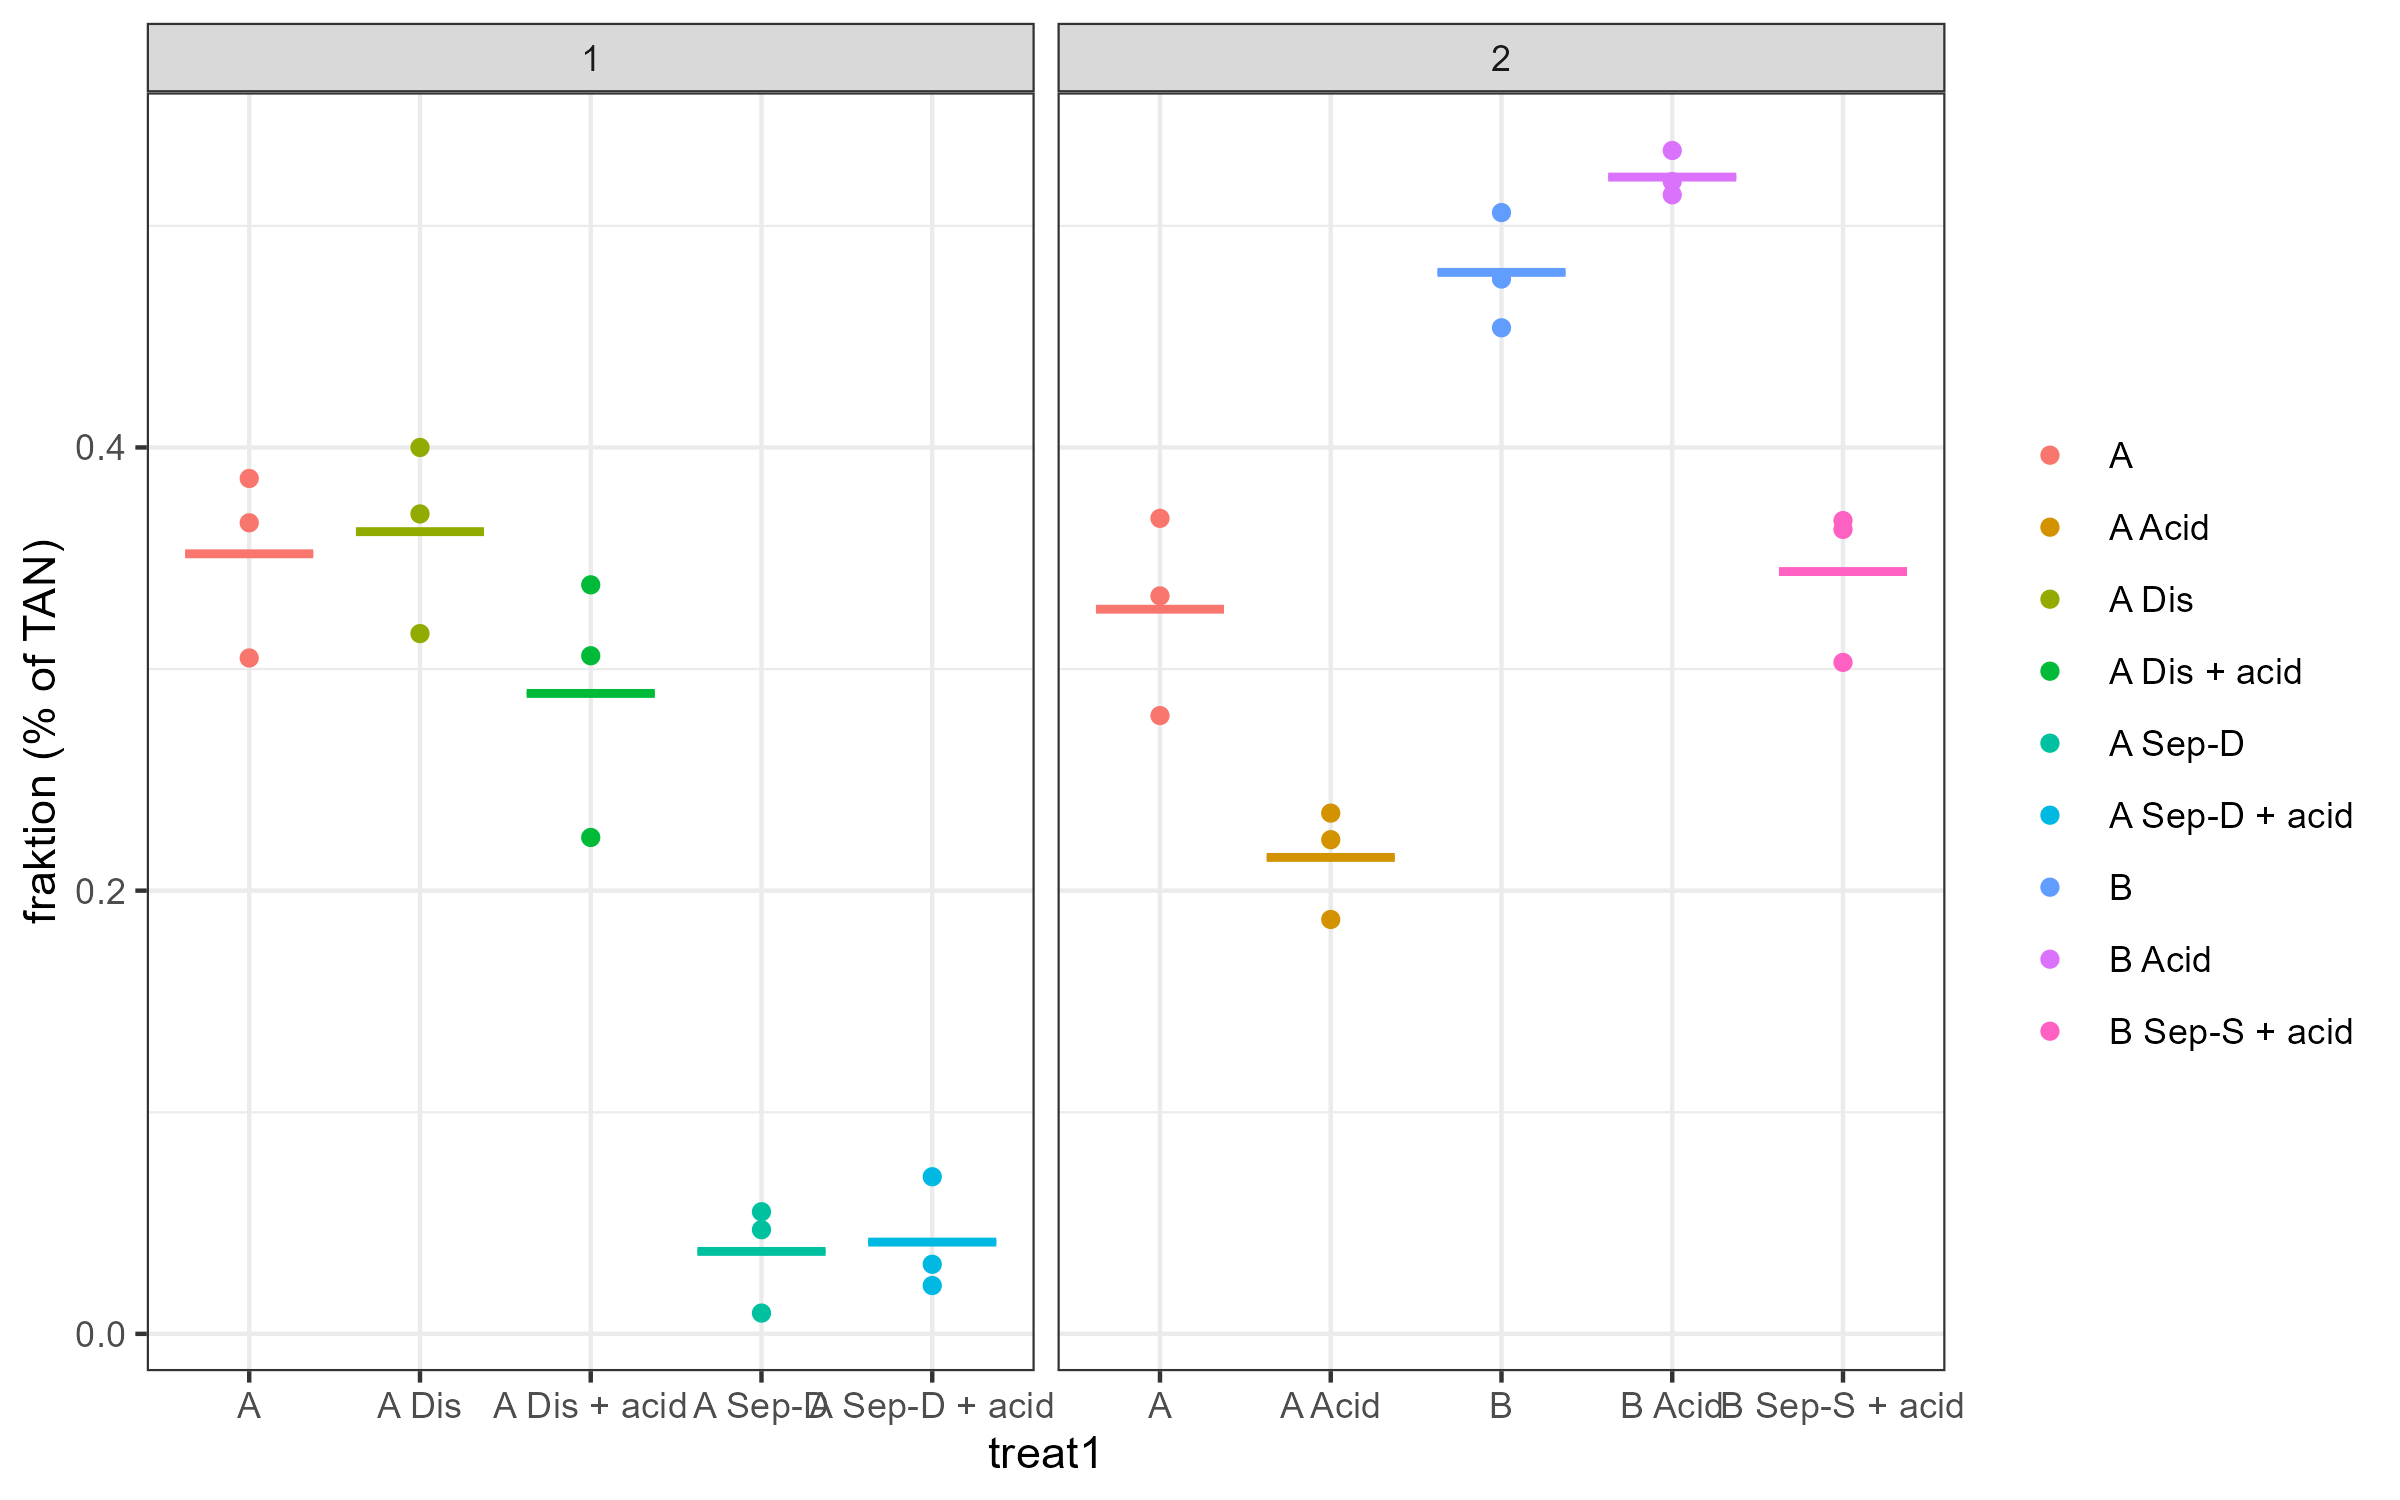 1
2
fraktion (% of TAN)
0.4
0.2
0.0
A
A Dis
A Dis + acid
A Sep-D
A Sep-D + acid
A
A Acid
B
B Acid
B Sep-S + acid
treat1
A
A Acid
A Dis
A Dis + acid
A Sep-D
A Sep-D + acid
B
B Acid
B Sep-S + acid